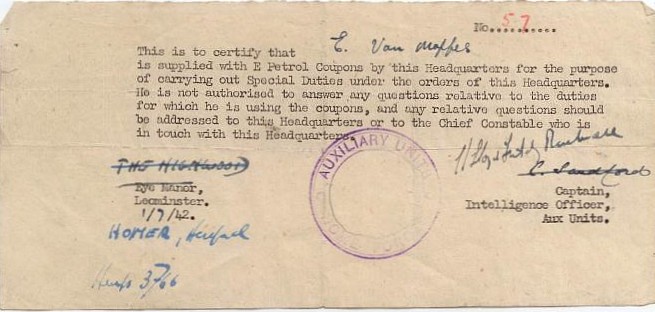 No. 57
This is to certify that E. Van Moppes
is supplied with E Petrol Coupons by this Headquarters for the purpose
of carrying out Special Duties under the orders of this Headquarters.
He is not authorised to answer any questions relative to the duties
for which he is using the coupons, and any relative questions should
be addressed to this Headquarters or to the Chief Constable who is
in touch with this Headquarters.
AUXILIARY UNIT
C. Sandford
Eye Manor,
Leominster.
1/9/42.
Captain,
Intelligence Officer,
Aux Units.
HOMER, Hereford
3766